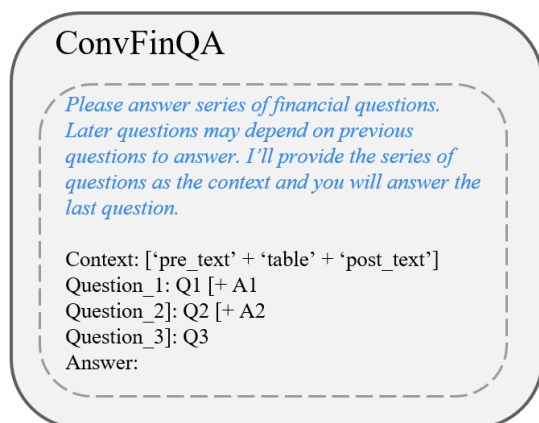 ConvFinQA
Please answer series of financial questions.
Later questions may depend on previous
questions to answer. I'll provide the series of
questions as the context and you will answer the
last question.
Context: ['pre_text' + 'table' + 'post_text']
Question_1: Q1 [+ A1
Question_2]: Q2 [+ A2
Question_3]: Q3
Answer: